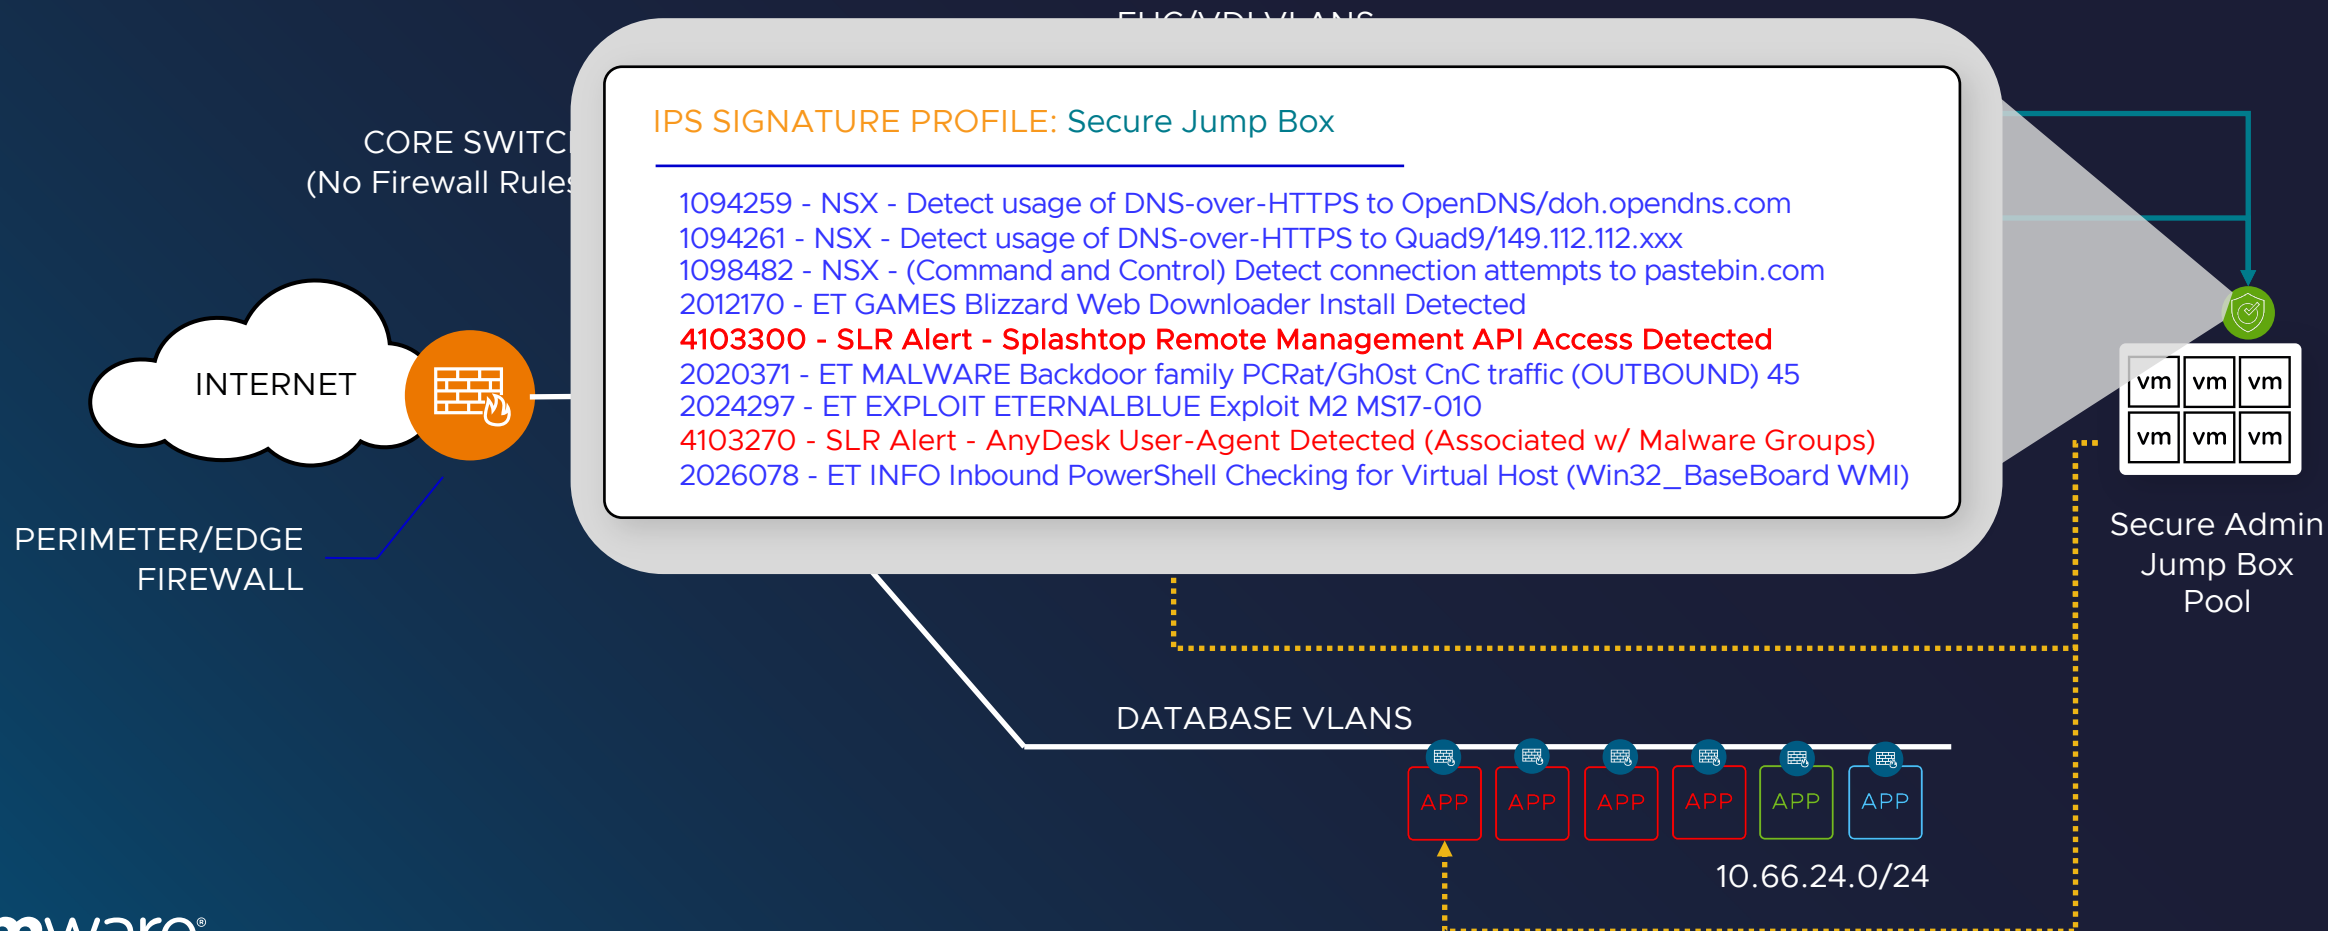 EUC/VDI VLANS
IPS SIGNATURE PROFILE: Secure Jump Box
1094259 - NSX - Detect usage of DNS-over-HTTPS to OpenDNS/doh.opendns.com
1094261 - NSX - Detect usage of DNS-over-HTTPS to Quad9/149.112.112.xxx
1098482 - NSX - (Command and Control) Detect connection attempts to pastebin.com
2012170 - ET GAMES Blizzard Web Downloader Install Detected
4103300 - SLR Alert - Splashtop Remote Management API Access Detected
2020371 - ET MALWARE Backdoor family PCRat/Gh0st CnC traffic (OUTBOUND) 45
2024297 - ET EXPLOIT ETERNALBLUE Exploit M2 MS17-010
4103270 - SLR Alert - AnyDesk User-Agent Detected (Associated w/ Malware Groups)
2026078 - ET INFO Inbound PowerShell Checking for Virtual Host (Win32_BaseBoard WMI)
CORE SWITC
(No Firewall Rules
INTERNET
PERIMETER/EDGE
FIREWALL
vm vm vm
vm vm vm
Secure Admin
Jump Box
Pool
DATABASE VLANS
APP APP APP APP APP APP
10.66.24.0/24
mware®